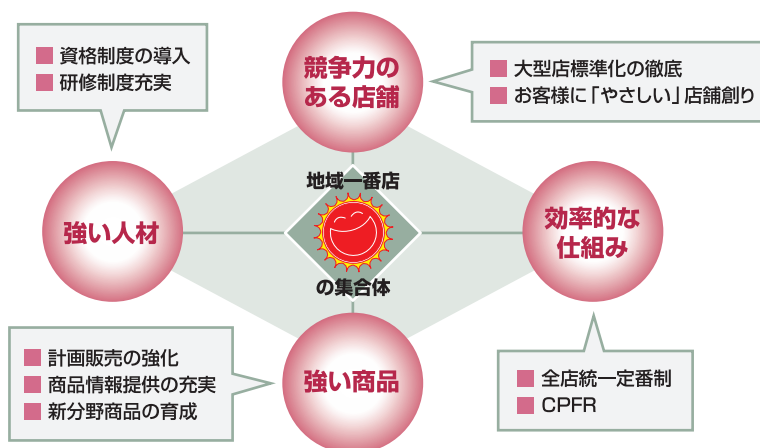 資格制度の導入
研修制度充実
競争力の
ある店舗
大型店標準化の徹底
お客様に「やさしい」店舗創り
強い人材
地域一番店
の集合体
効率的な
仕組み
計画販売の強化
商品情報提供の充実
新分野商品の育成
強い商品
全店統一定番制
CPFR